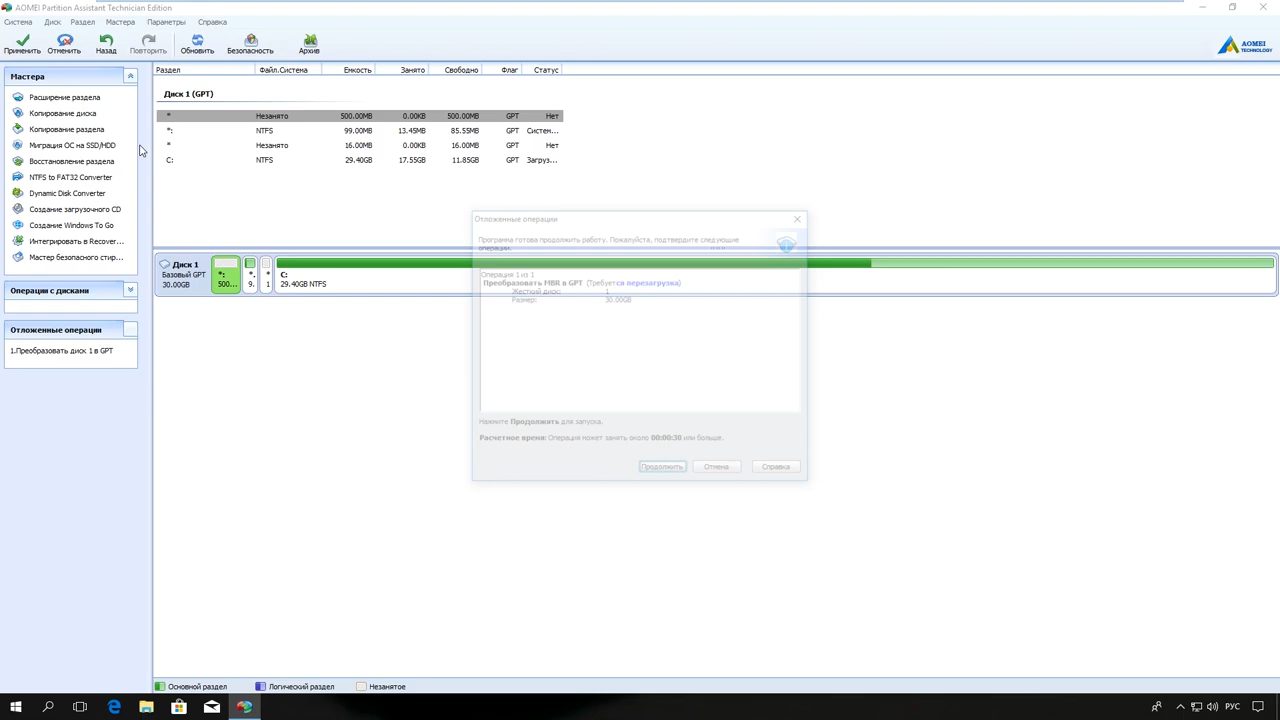 AOMEI Partition Assistant Technician Edition
Система Диск Раздел Мастера Параметры Справка
Применить Отменить Назад Повторить Обновить Безопасность Архив
AOMEI
TECHNOLOGY
Мастера
Расширение раздела
Копирование диска
Копирование раздела
Миграция ОС на SSD/HDD
Восстановление раздела
NTFS to FAT32 Converter
Dynamic Disk Converter
Создание загрузочного CD
Создание Windows To Go
Интегрировать в Recover...
Мастер безопасного стир...
Операции с дисками
Отложенные операции
1.Преобразовать диск 1 в GPT
Раздел Файл.Система Емкость Занято Свободно Флаг Статус
Диск 1 (GPT)
* Незанято 500.00MB 0.00KB 500.00MB GPT Нет
*: NTFS 99.00MB 13.45MB 85.55MB GPT Систем...
* Незанято 16.00MB 0.00KB 16.00MB GPT Нет
C: NTFS 29.40GB 17.55GB 11.85GB GPT Загруз...
Диск 1
Базовый GPT
30.00GB
*:
500...
*.
9.
*
1
C:
29.40GB NTFS
Отложенные операции
Программа готова продолжить работу. Пожалуйста, подтвердите следующие
операции.
Операция 1 из 1
Преобразовать MBR в GPT (Требуется перезагрузка)
Жесткий диск: 1
Размер: 30.00GB
Нажмите Продолжить для запуска.
Расчетное время: Операция может занять около 00:00:30 или больше.
Продолжить Отмена Справка
Основной раздел Логический раздел Незанятое
РУС